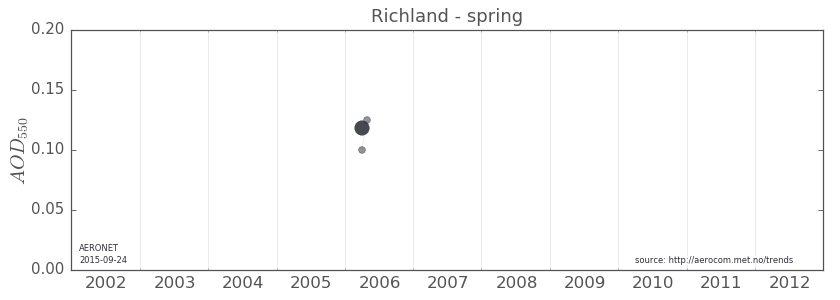 Richland - spring
0.20
0.15
0.10
0.05
0.00
AOD550
AERONET
2015-09-24
source: http://aerocom.met.no/trends
2002 2003 2004 2005 2006 2007 2008 2009 2010 2011 2012